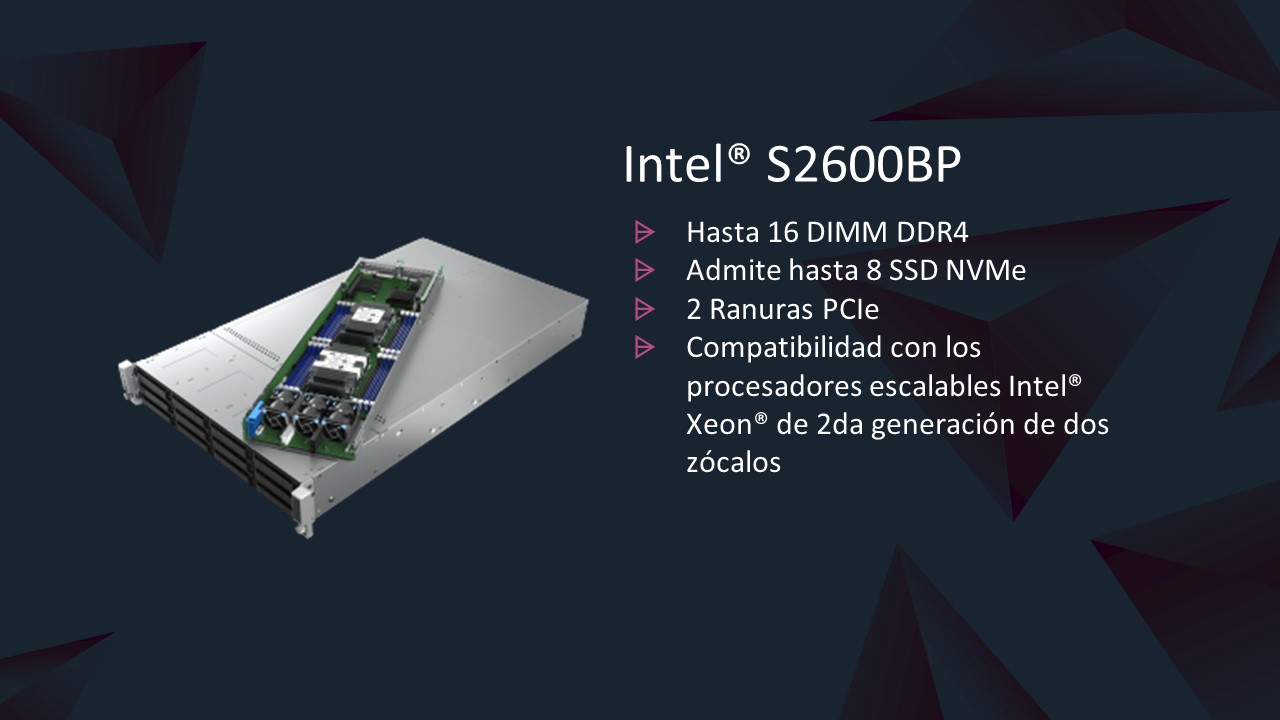 Intel® S2600BP
Hasta 16 DIMM DDR4
Admite hasta 8 SSD NVMe
2 Ranuras PCIe
Compatibilidad con los
procesadores escalables Intel®
Xeon® de 2da generación de dos
zócalos